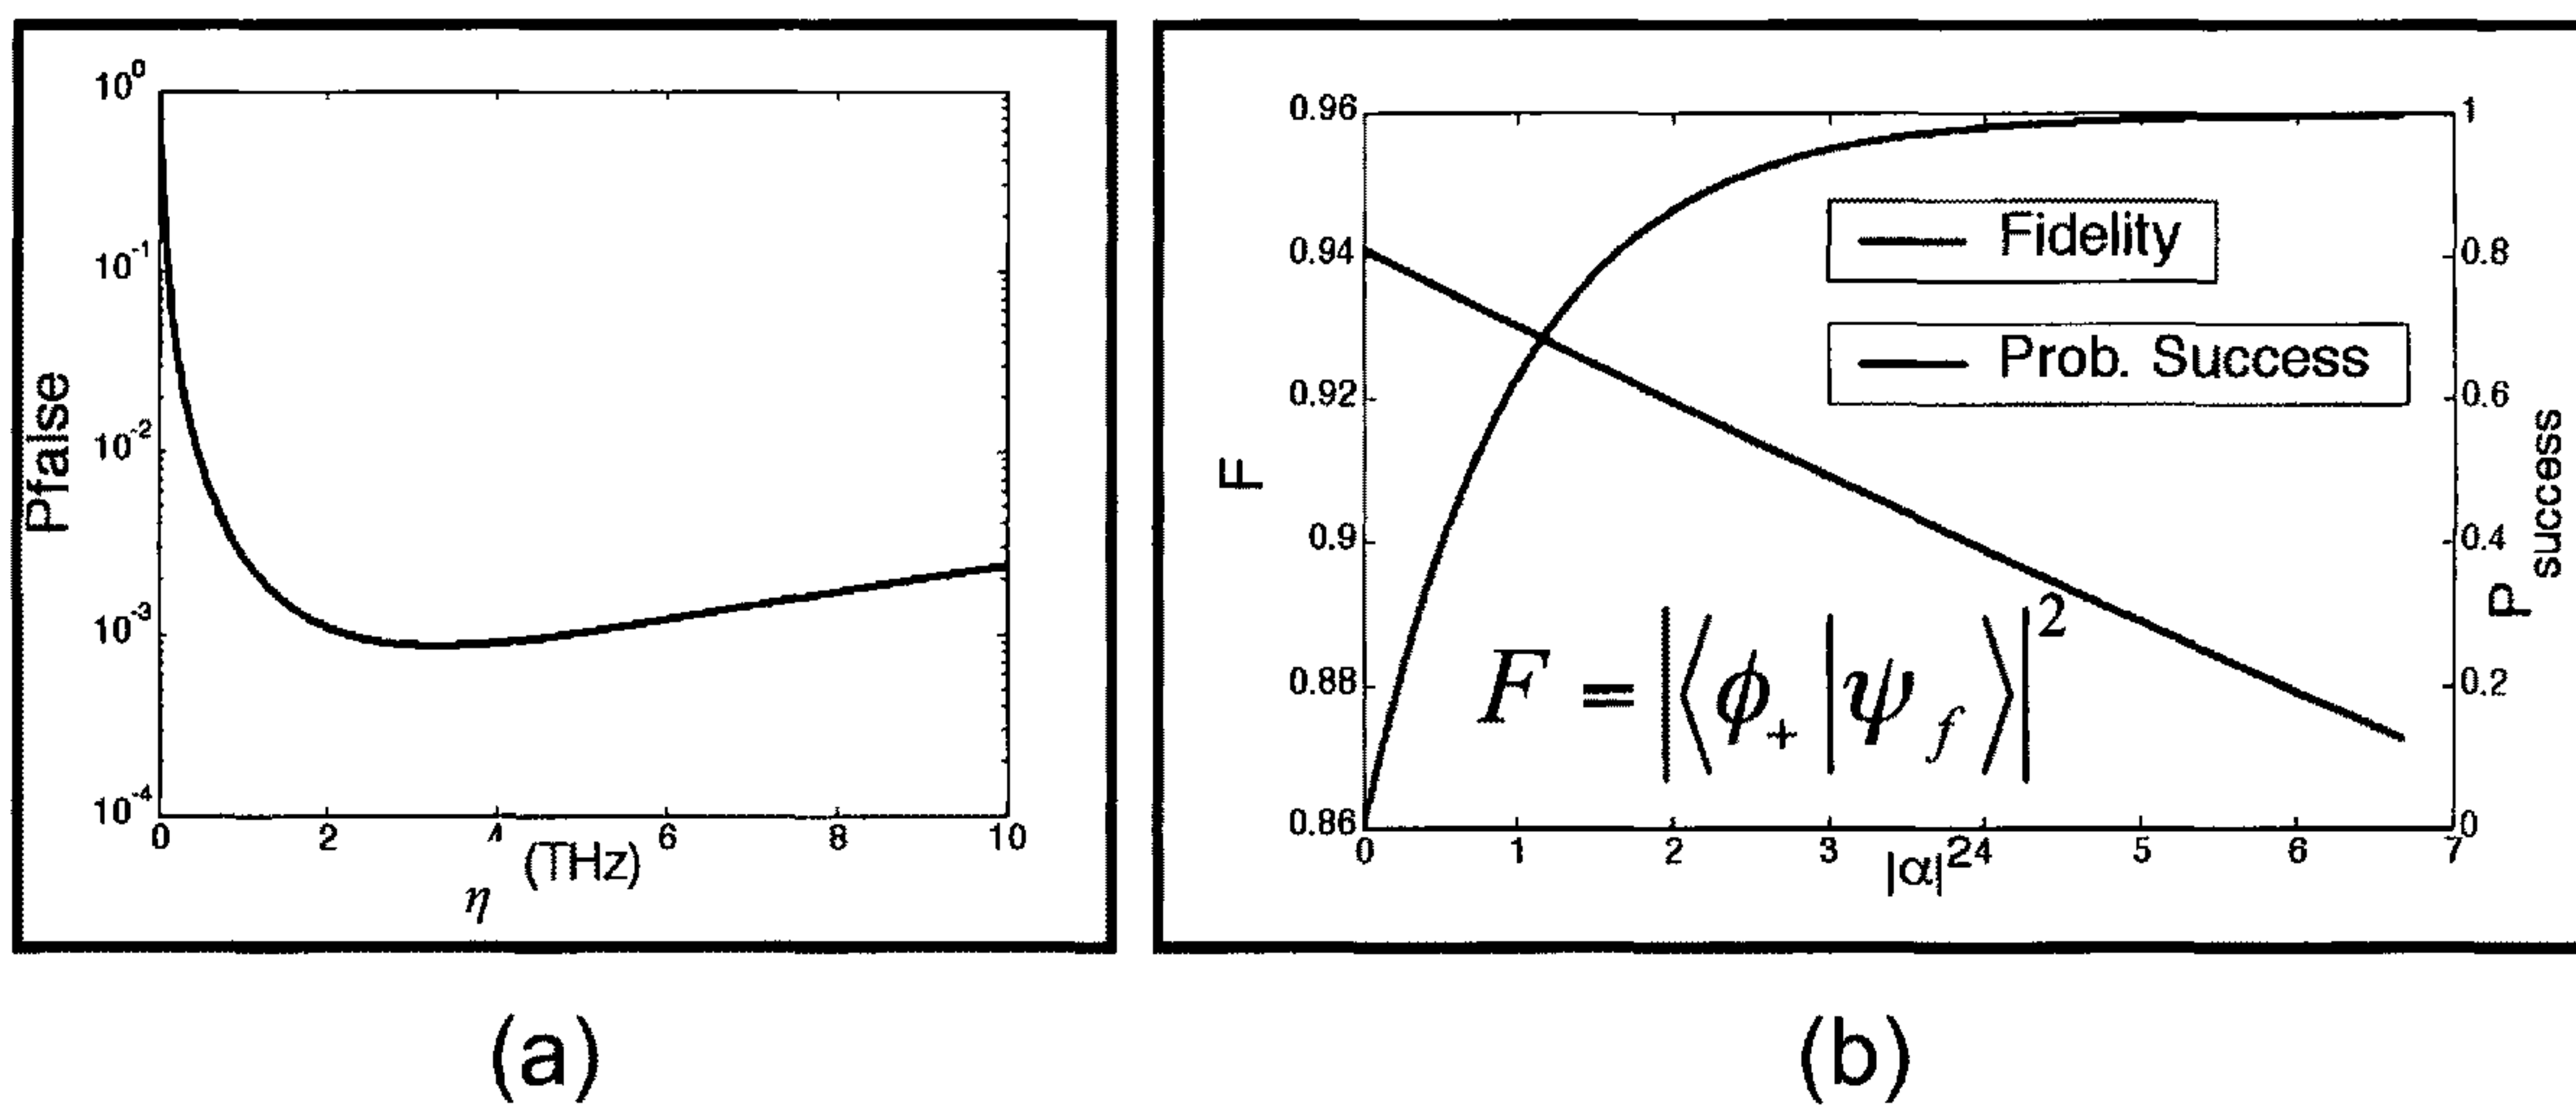 10^0
10^-1
10^-2
10^-3
10^-4
Pfalse
0 2 4 6 8 10
(THz)
η
0.96
0.94
0.92
0.9
0.88
0.86
F
1
0.8
0.6
0.4
0.2
0
P success
Fidelity
Prob. Success
F = |⟨ϕ₊|ψ_f⟩|²
0 1 2 3 4 5 6 7
|α|²
(a)
(b)